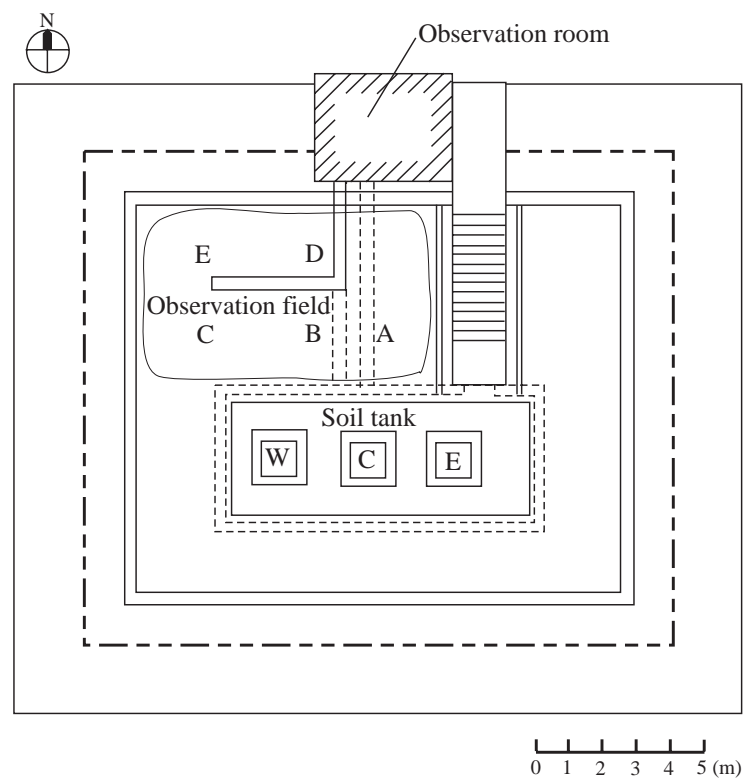 N
Observation room
E
D
Observation field
C
B
A
Soil tank
W
C
E
0 1 2 3 4 5 (m)